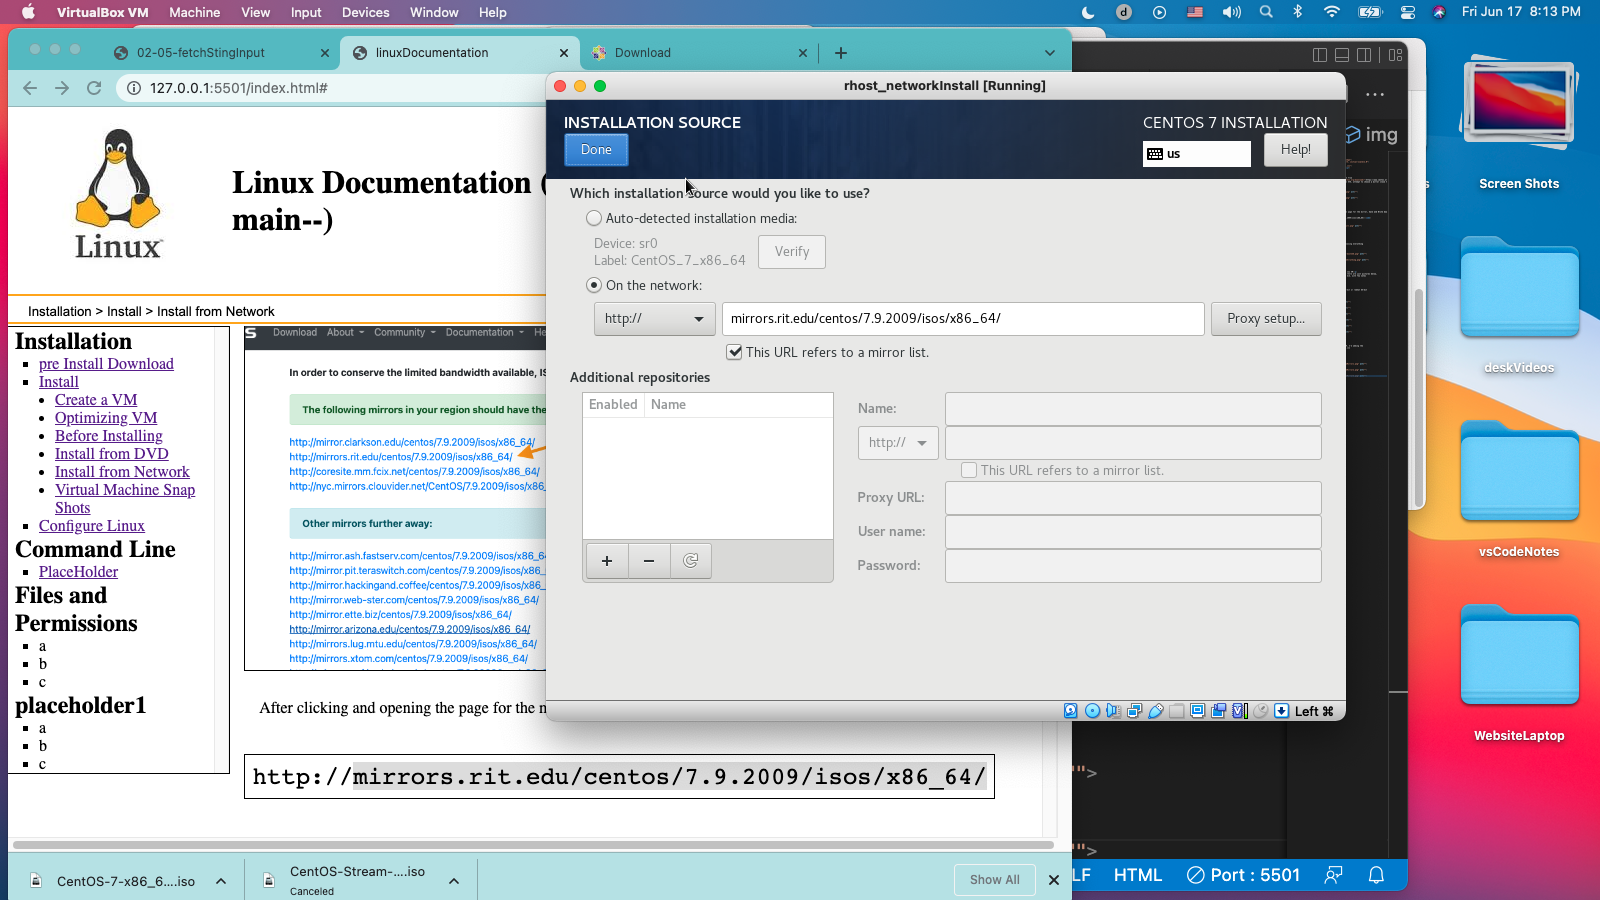 VirtualBox VM Machine View Input Devices Window Help
Fri Jun 17 8:13 PM
02-05-fetchStingInput
linuxDocumentation
Download
127.0.0.1:5501/index.html#
Linux
Linux Documentation (
main--)
Installation > Install > Install from Network
Installation
pre Install Download
Install
Create a VM
Optimizing VM
Before Installing
Install from DVD
Install from Network
Virtual Machine Snap
Shots
Configure Linux
Command Line
PlaceHolder
Files and
Permissions
a
b
c
placeholder1
a
b
c
S Download About Community Documentation He
In order to conserve the limited bandwidth available, IS
The following mirrors in your region should have the
http://mirror.clarkson.edu/centos/7.9.2009/isos/x86_64/
http://mirrors.rit.edu/centos/7.9.2009/isos/x86_64/
http://coresite.mm.fcix.net/centos/7.9.2009/isos/x86_64/
http://nyc.mirrors.clouvider.net/CentOS/7.9.2009/isos/x86_
Other mirrors further away:
http://mirror.ash.fastserv.com/centos/7.9.2009/isos/x86_6
http://mirror.pit.teraswitch.com/centos/7.9.2009/isos/x86_
http://mirror.hackingand.coffee/centos/7.9.2009/isos/x86_
http://mirror.web-ster.com/centos/7.9.2009/isos/x86_64/
http://mirror.ette.biz/centos/7.9.2009/isos/x86_64/
http://mirror.arizona.edu/centos/7.9.2009/isos/x86_64/
http://mirrors.lug.mtu.edu/centos/7.9.2009/isos/x86_64/
http://mirrors.xtom.com/centos/7.9.2009/isos/x86_64/
After clicking and opening the page for the n
http://mirrors.rit.edu/centos/7.9.2009/isos/x86_64/
CentOS-7-x86_6....iso
CentOS-Stream-....iso
Canceled
Show All
rhost_networkInstall [Running]
INSTALLATION SOURCE
CENTOS 7 INSTALLATION
Done
us
Help!
Which installation source would you like to use?
Auto-detected installation media:
Device: sr0
Label: CentOS_7_x86_64
Verify
On the network:
http://
mirrors.rit.edu/centos/7.9.2009/isos/x86_64/
Proxy setup...
This URL refers to a mirror list.
Additional repositories
Enabled Name
Name:
http://
This URL refers to a mirror list.
Proxy URL:
User name:
Password:
+ −
Left ⌘
img
">
">
LF HTML Port : 5501
s
Screen Shots
deskVideos
vsCodeNotes
WebsiteLaptop